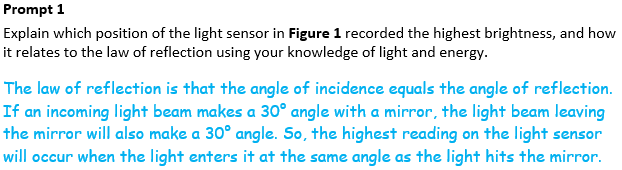 Prompt 1
Explain which position of the light sensor in Figure 1 recorded the highest brightness, and how
it relates to the law of reflection using your knowledge of light and energy.
The law of reflection is that the angle of incidence equals the angle of reflection.
If an incoming light beam makes a 30° angle with a mirror, the light beam leaving
the mirror will also make a 30° angle. So, the highest reading on the light sensor
will occur when the light enters it at the same angle as the light hits the mirror.